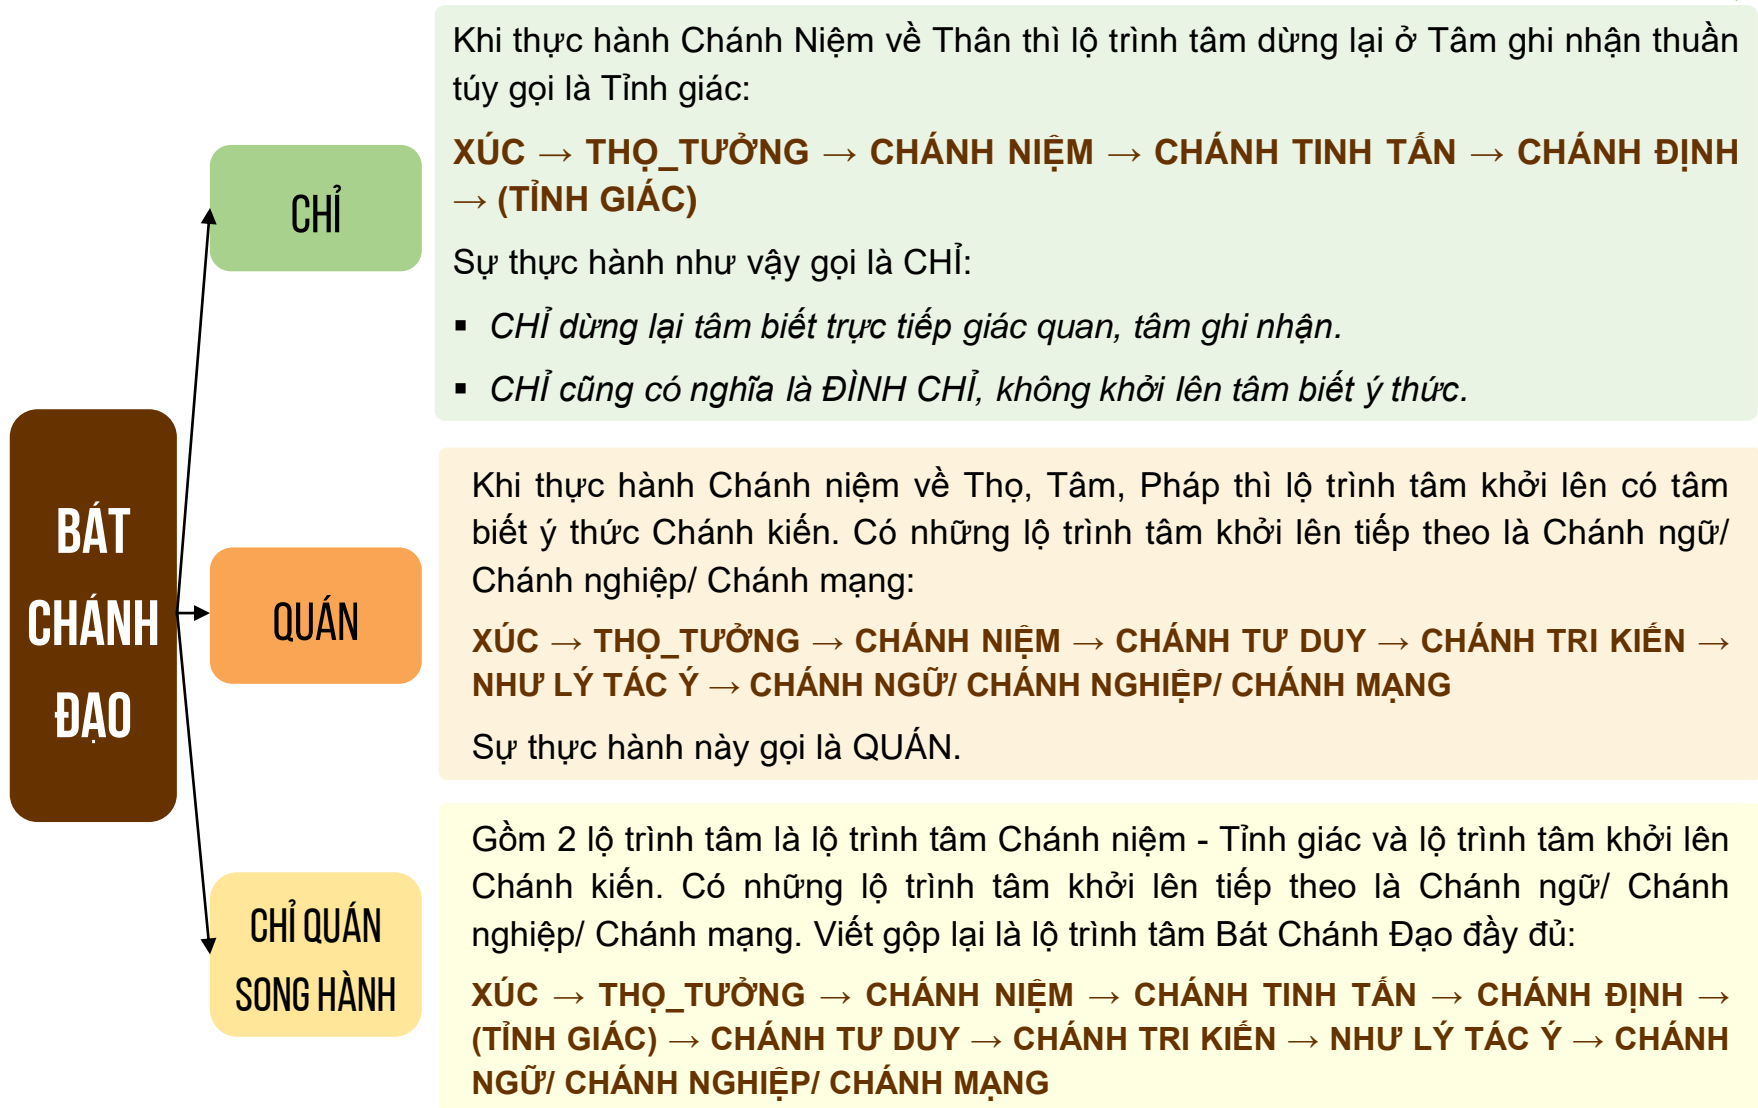 Khi thực hành Chánh Niệm về Thân thì lộ trình tâm dừng lại ở Tâm ghi nhận thuần
túy gọi là Tỉnh giác:
XÚC → THỌ_TƯỞNG → CHÁNH NIỆM → CHÁNH TINH TẤN → CHÁNH ĐỊNH
→ (TỈNH GIÁC)
CHỈ
Sự thực hành như vậy gọi là CHỈ:
▪ CHỈ dừng lại tâm biết trực tiếp giác quan, tâm ghi nhận.
▪ CHỈ cũng có nghĩa là ĐÌNH CHỈ, không khởi lên tâm biết ý thức.
BÁT
CHÁNH
ĐẠO
Khi thực hành Chánh niệm về Thọ, Tâm, Pháp thì lộ trình tâm khởi lên có tâm
biết ý thức Chánh kiến. Có những lộ trình tâm khởi lên tiếp theo là Chánh ngữ/
Chánh nghiệp/ Chánh mạng:
QUÁN
XÚC → THỌ_TƯỞNG → CHÁNH NIỆM → CHÁNH TƯ DUY → CHÁNH TRI KIẾN →
NHƯ LÝ TÁC Ý → CHÁNH NGỮ/ CHÁNH NGHIỆP/ CHÁNH MẠNG
Sự thực hành này gọi là QUÁN.
Gồm 2 lộ trình tâm là lộ trình tâm Chánh niệm - Tỉnh giác và lộ trình tâm khởi lên
Chánh kiến. Có những lộ trình tâm khởi lên tiếp theo là Chánh ngữ/ Chánh
nghiệp/ Chánh mạng. Viết gộp lại là lộ trình tâm Bát Chánh Đạo đầy đủ:
CHỈ QUÁN
SONG HÀNH
XÚC → THỌ_TƯỞNG → CHÁNH NIỆM → CHÁNH TINH TẤN → CHÁNH ĐỊNH →
(TỈNH GIÁC) → CHÁNH TƯ DUY → CHÁNH TRI KIẾN → NHƯ LÝ TÁC Ý → CHÁNH
NGỮ/ CHÁNH NGHIỆP/ CHÁNH MẠNG